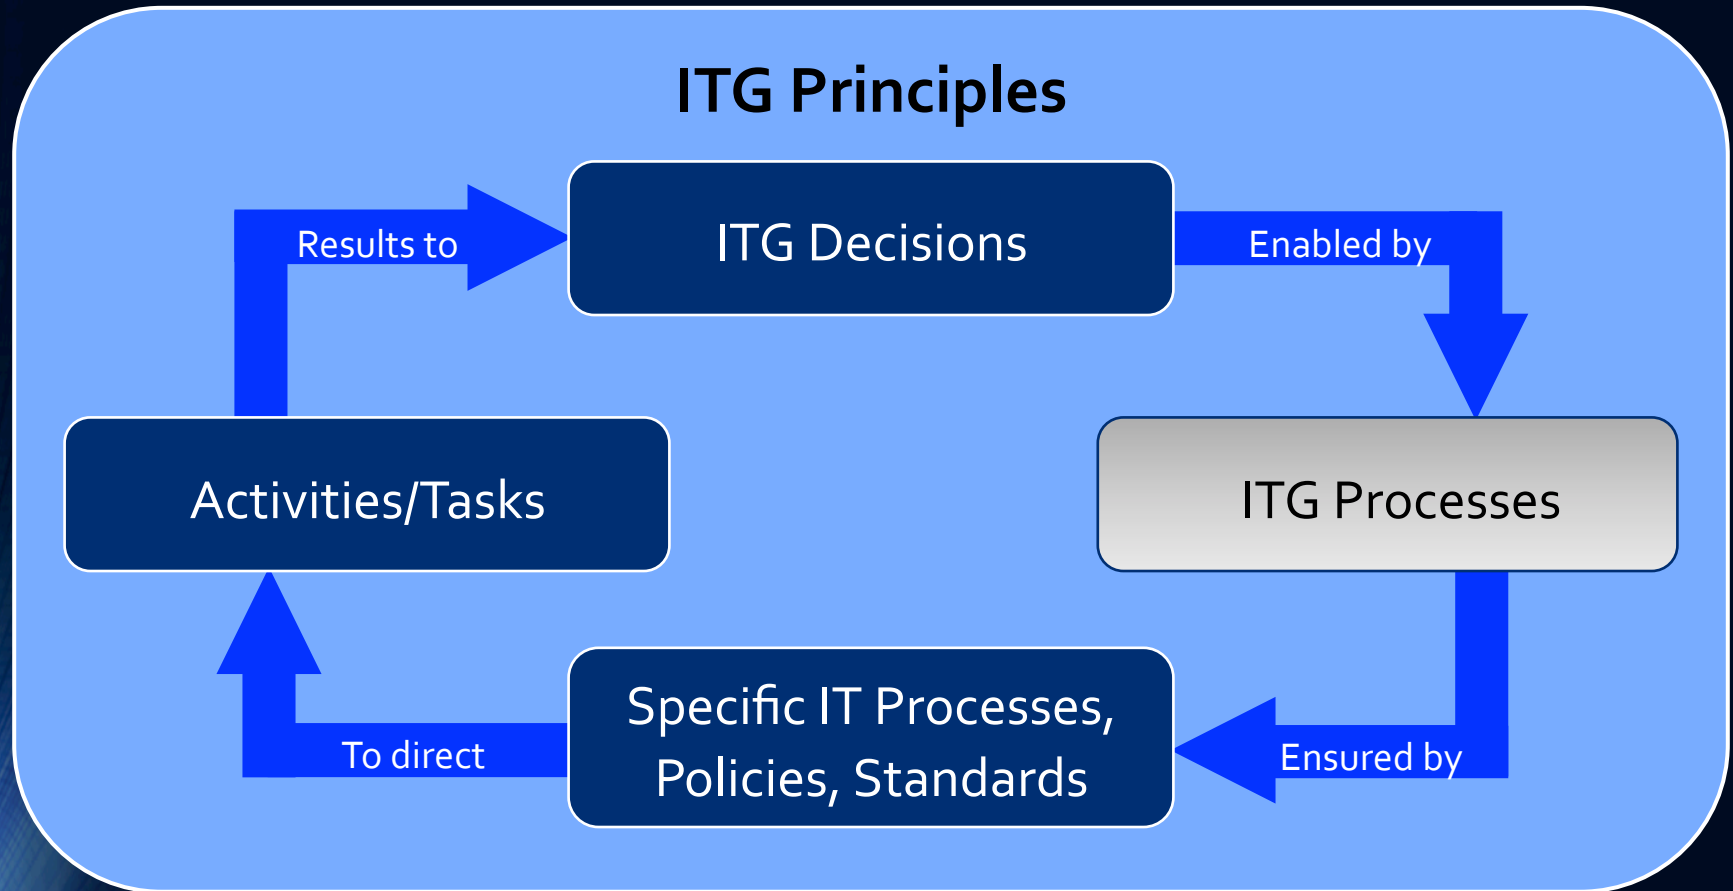 ITG Principles
Results to
ITG Decisions
Enabled by
Activities/Tasks
ITG Processes
To direct
Specific IT Processes,
Policies, Standards
Ensured by